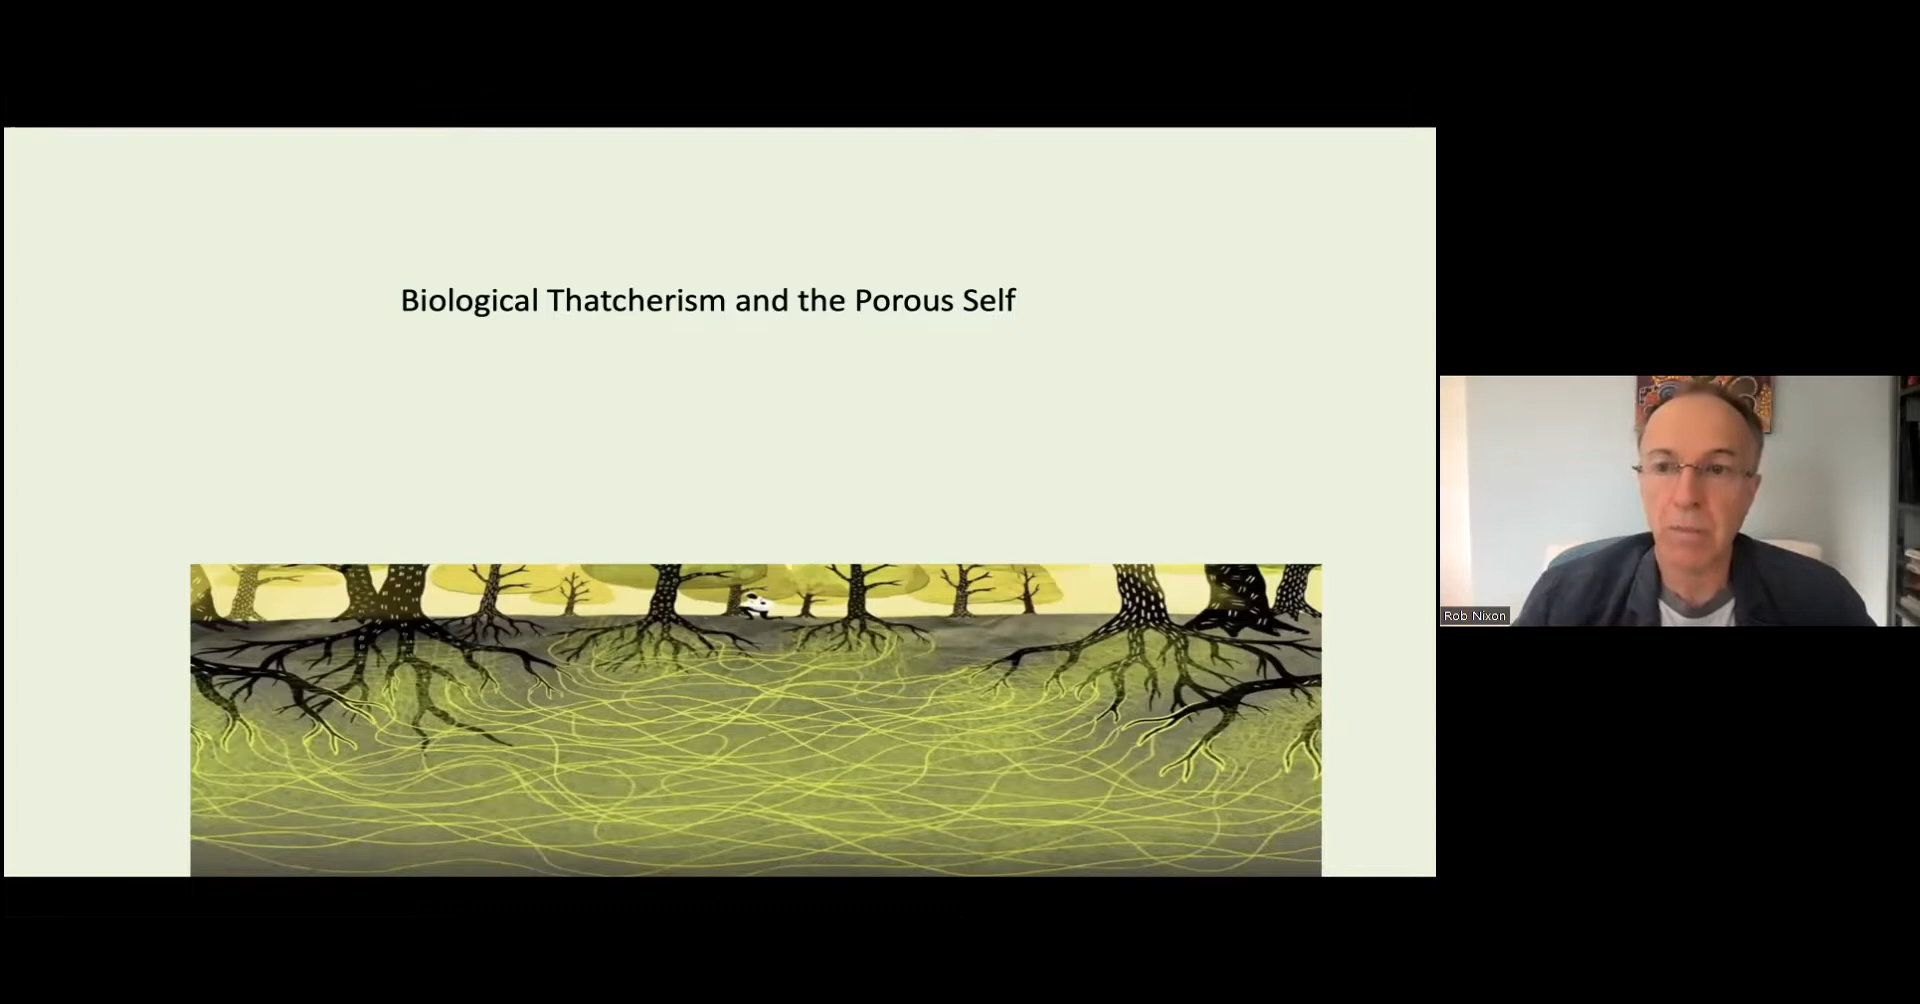 Biological Thatcherism and the Porous Self
Rob Nixon